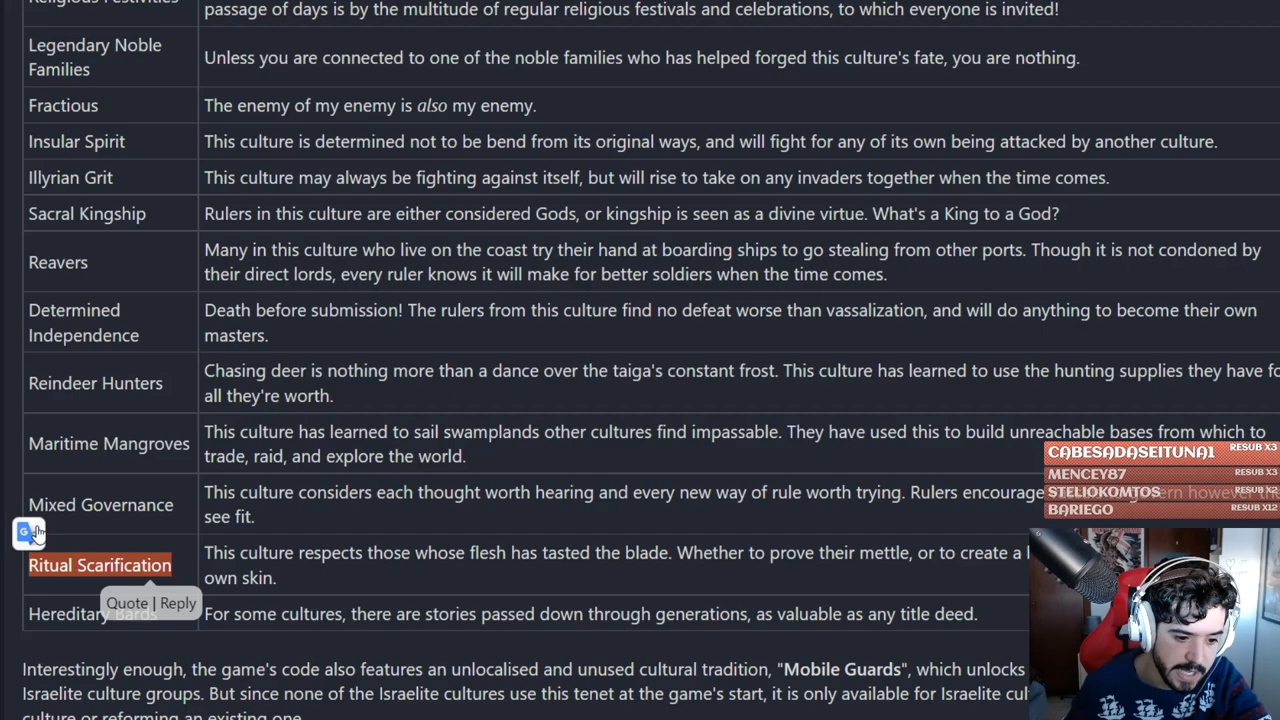 passage of days is by the multitude of regular religious festivals and celebrations, to which everyone is invited!
Legendary Noble
Families
Unless you are connected to one of the noble families who has helped forged this culture's fate, you are nothing.
Fractious
The enemy of my enemy is also my enemy.
Insular Spirit
This culture is determined not to be bend from its original ways, and will fight for any of its own being attacked by another culture.
Illyrian Grit
This culture may always be fighting against itself, but will rise to take on any invaders together when the time comes.
Sacral Kingship
Rulers in this culture are either considered Gods, or kingship is seen as a divine virtue. What's a King to a God?
Reavers
Many in this culture who live on the coast try their hand at boarding ships to go stealing from other ports. Though it is not condoned by
their direct lords, every ruler knows it will make for better soldiers when the time comes.
Determined
Independence
Death before submission! The rulers from this culture find no defeat worse than vassalization, and will do anything to become their own
masters.
Reindeer Hunters
Chasing deer is nothing more than a dance over the taiga's constant frost. This culture has learned to use the hunting supplies they have fo
all they're worth.
Maritime Mangroves
This culture has learned to sail swamplands other cultures find impassable. They have used this to build unreachable bases from which to
trade, raid, and explore the world.
Mixed Governance
This culture considers each thought worth hearing and every new way of rule worth trying. Rulers encourage
ern however the
see fit.
Ritual Scarification
This culture respects those whose flesh has tasted the blade. Whether to prove their mettle, or to create a
own skin.
Quote | Reply
Hereditary Bards
For some cultures, there are stories passed down through generations, as valuable as any title deed.
Interestingly enough, the game's code also features an unlocalised and unused cultural tradition, "Mobile Guards", which unlocks
Israelite culture groups. But since none of the Israelite cultures use this tenet at the game's start, it is only available for Israelite cul
culture or reforming an existing one.
CABESADASEITUNA1 RESUB X3
MENCEY87 RESUB X3
STELIOKOMTOS RESUB X2
BARIEGO RESUB X12